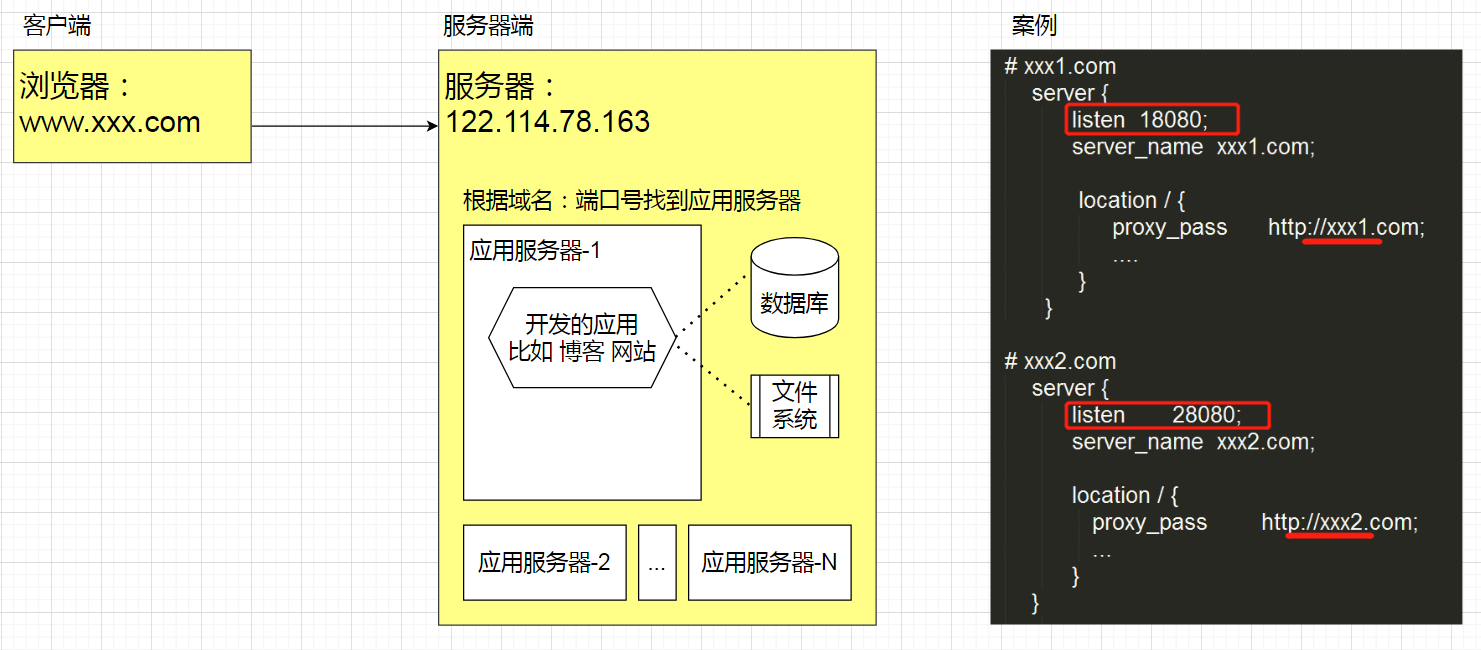 客户端
浏览器：
www.xxx.com
服务器端
服务器：
122.114.78.163
根据域名：端口号找到应用服务器
应用服务器-1
开发的应用
比如 博客 网站
数据库
文件
系统
应用服务器-2
...
应用服务器-N
案例
# xxx1.com
server {
listen 18080;
server_name xxx1.com;
location / {
proxy_pass http://xxx1.com;
....
}
}
# xxx2.com
server {
listen 28080;
server_name xxx2.com;
location / {
proxy_pass http://xxx2.com;
...
}
}